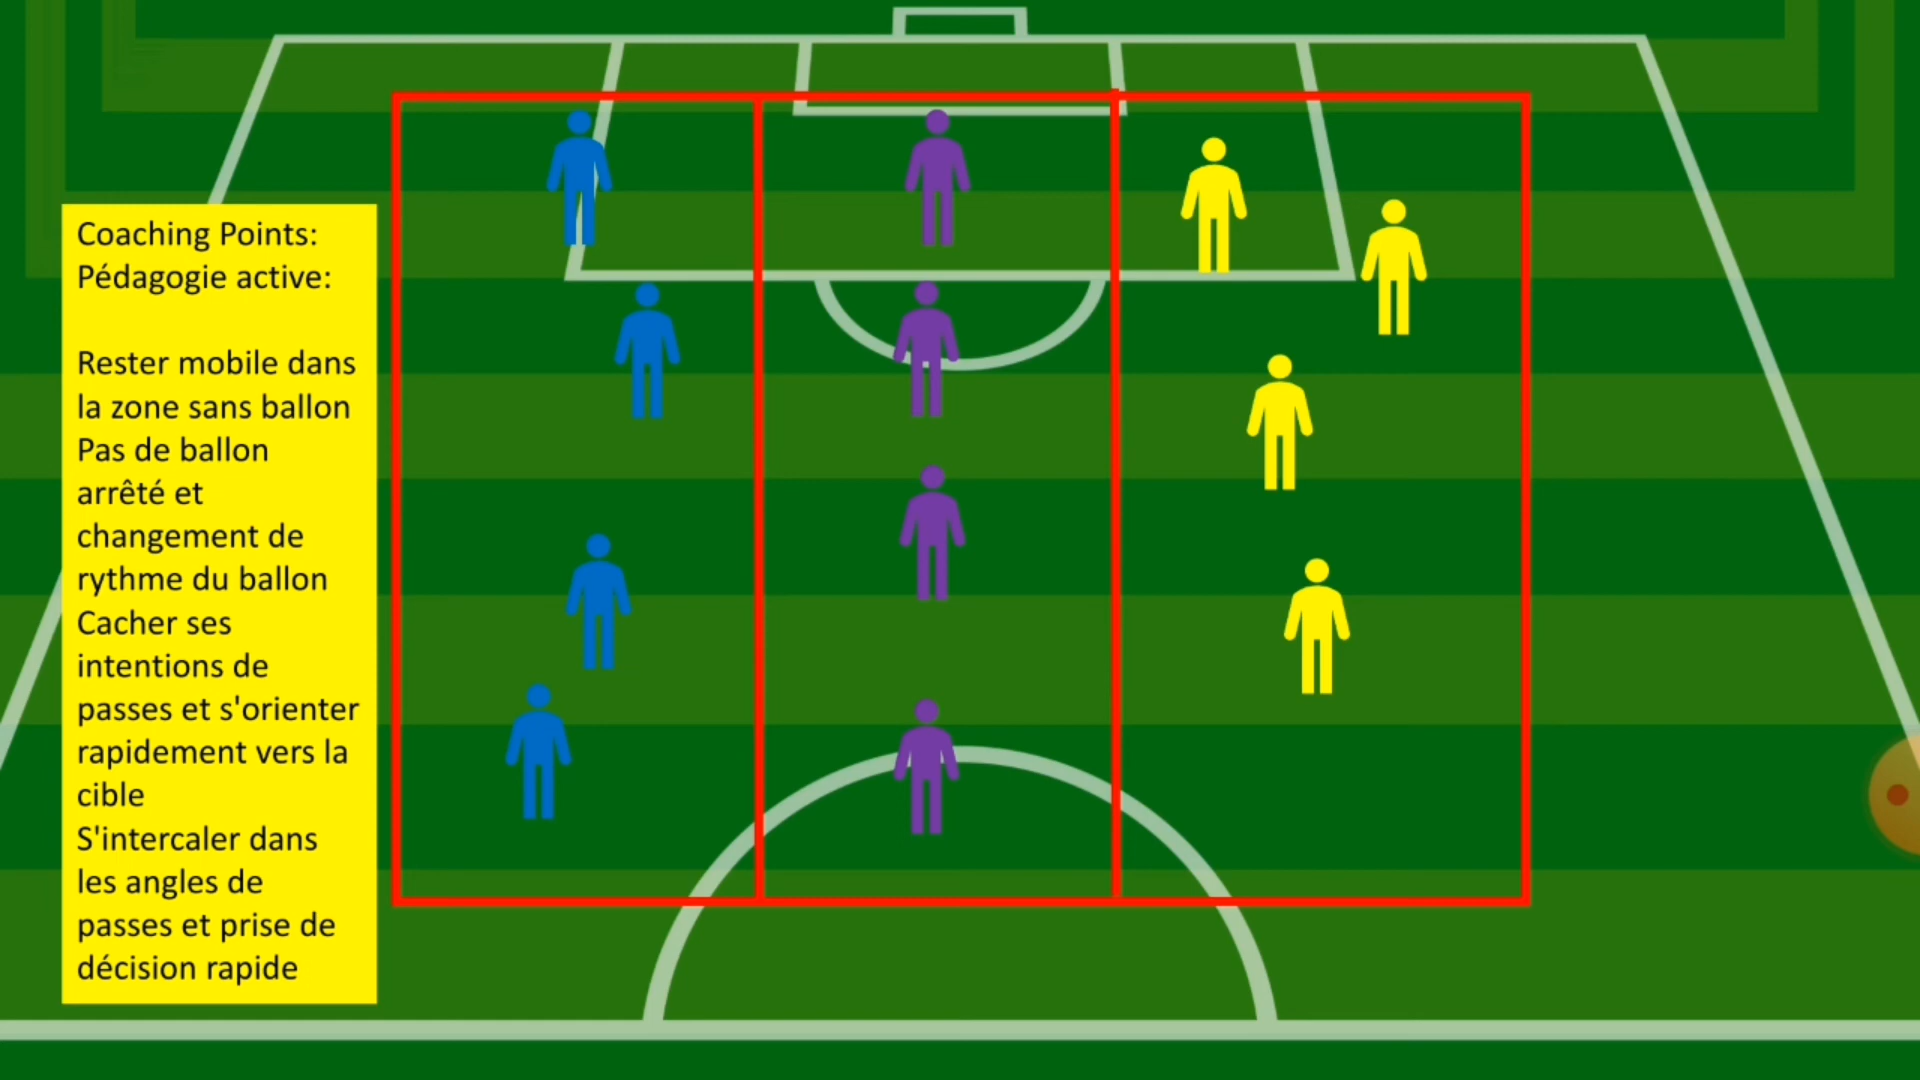 Coaching Points:
Pédagogie active:
Rester mobile dans
la zone sans ballon
Pas de ballon
arrêté et
changement de
rythme du ballon
Cacher ses
intentions de
passes et s'orienter
rapidement vers la
cible
S'intercaler dans
les angles de
passes et prise de
décision rapide